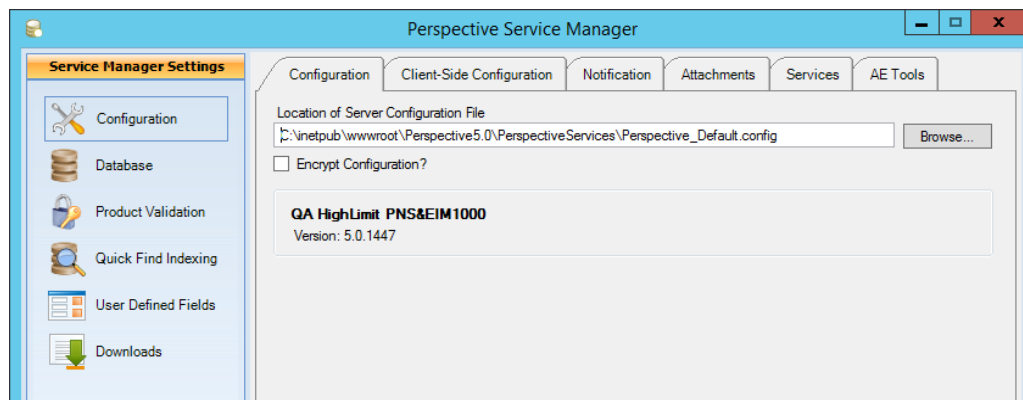 Perspective Service Manager
Service Manager Settings
Configuration
Database
Product Validation
Quick Find Indexing
User Defined Fields
Downloads
Configuration Client-Side Configuration Notification Attachments Services AE Tools
Location of Server Configuration File
C:\inetpub\wwwroot\Perspective5.0\PerspectiveServices\Perspective_Default.config Browse...
Encrypt Configuration?
QA HighLimit PNS&EIM1000
Version: 5.0.1447